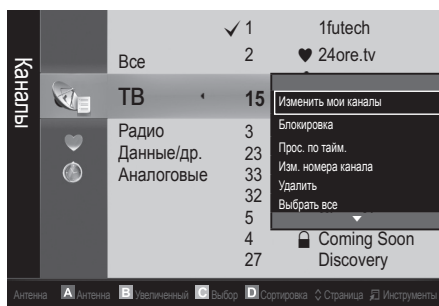 Каналы
✓ 1 1futech
Все 2 ♥ 24ore.tv
ТВ 15
Радио 3
Данные/др. 23
Аналоговые 33
32
5
4 Coming Soon
27 Discovery
Изменить мои каналы
Блокировка
Прос. по тайм.
Изм. номера канала
Удалить
Выбрать все
Антенна A Антенна B Увеличенный C Выбор D Сортировка Страница Инструменты